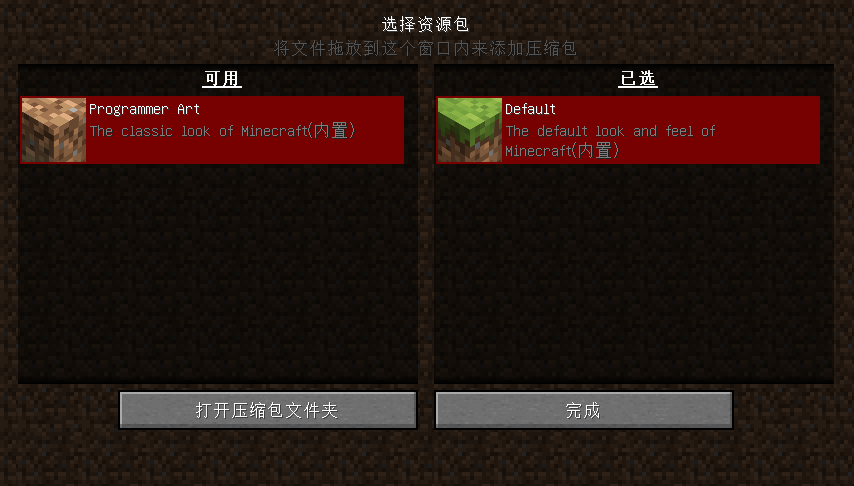 选择资源包
将文件拖放到这个窗口内来添加压缩包
可用
Programmer Art
The classic look of Minecraft(内置)
已选
Default
The default look and feel of
Minecraft(内置)
打开压缩包文件夹
完成